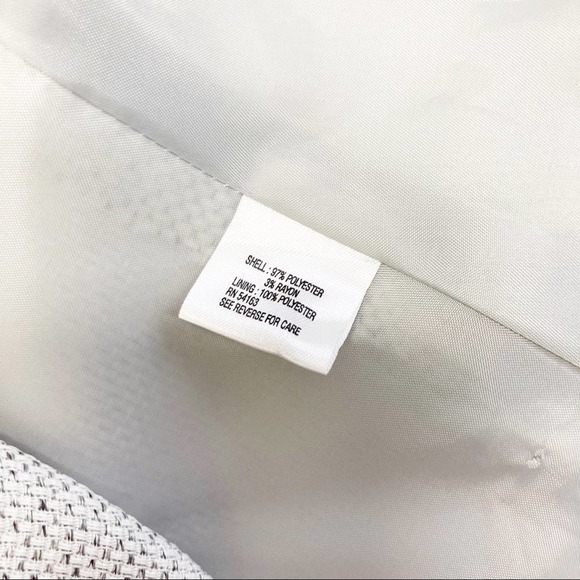 SHELL : 97% POLYESTER
3% RAYON
LINING : 100% POLYESTER
RN 54163
SEE REVERSE FOR CARE